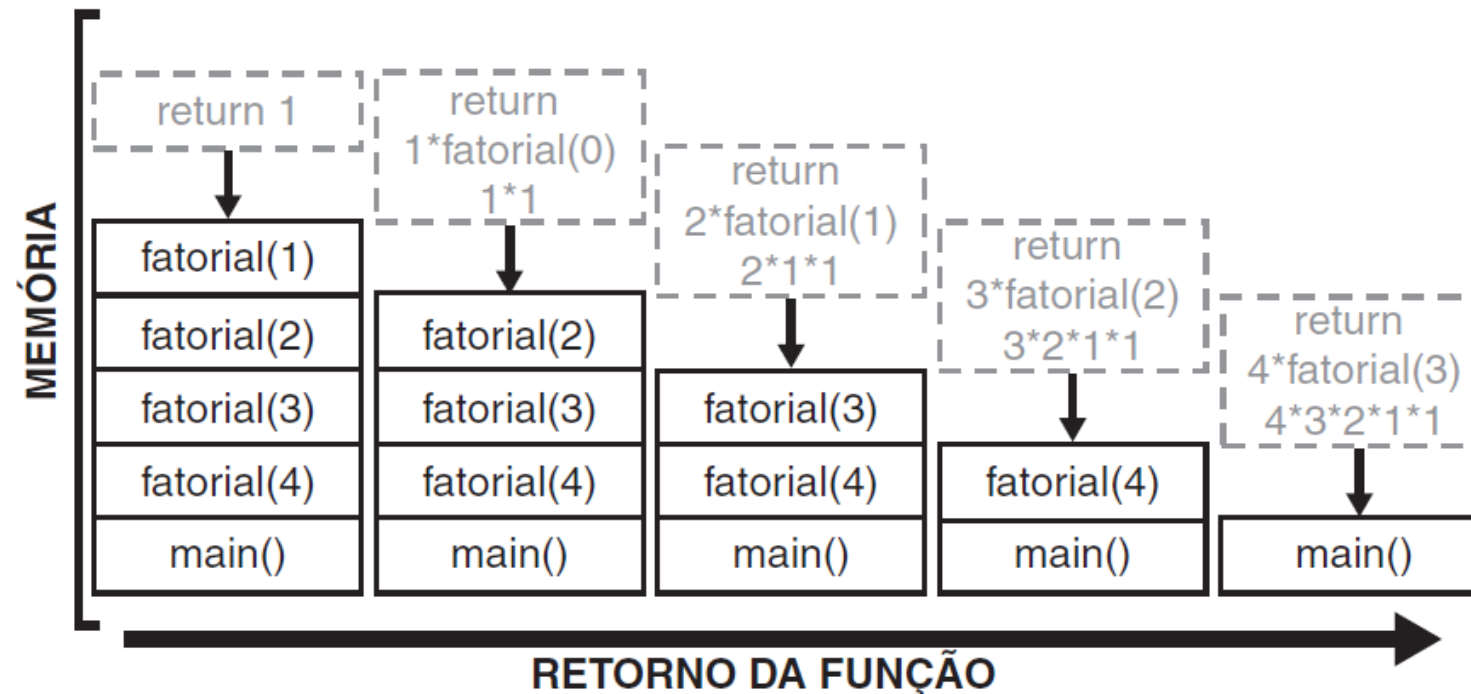 MEMÓRIA
return 1
fatorial(1)
fatorial(2)
fatorial(3)
fatorial(4)
main()
return
1*fatorial(0)
1*1
fatorial(2)
fatorial(3)
fatorial(4)
main()
return
2*fatorial(1)
2*1*1
fatorial(3)
fatorial(4)
main()
return
3*fatorial(2)
3*2*1*1
fatorial(4)
main()
return
4*fatorial(3)
4*3*2*1*1
main()
RETORNO DA FUNÇÃO